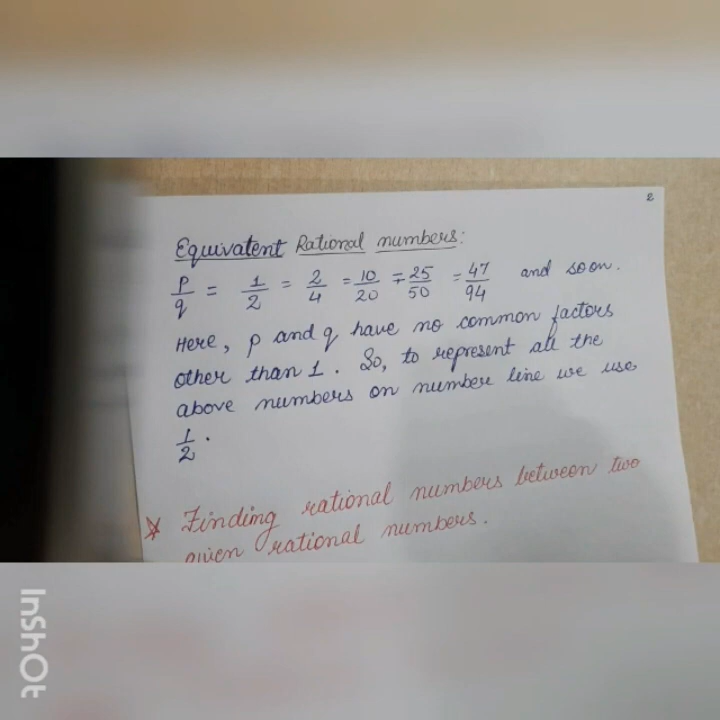 2
Equivatent Rational numbers:
p/q = 1/2 = 2/4 = 10/20 = 25/50 = 47/94 and soon.
Here, p and q have no common factors
other than 1. So, to represent all the
above numbers on number line we use
1/2.
* Finding rational numbers between two
given rational numbers.
InShOt